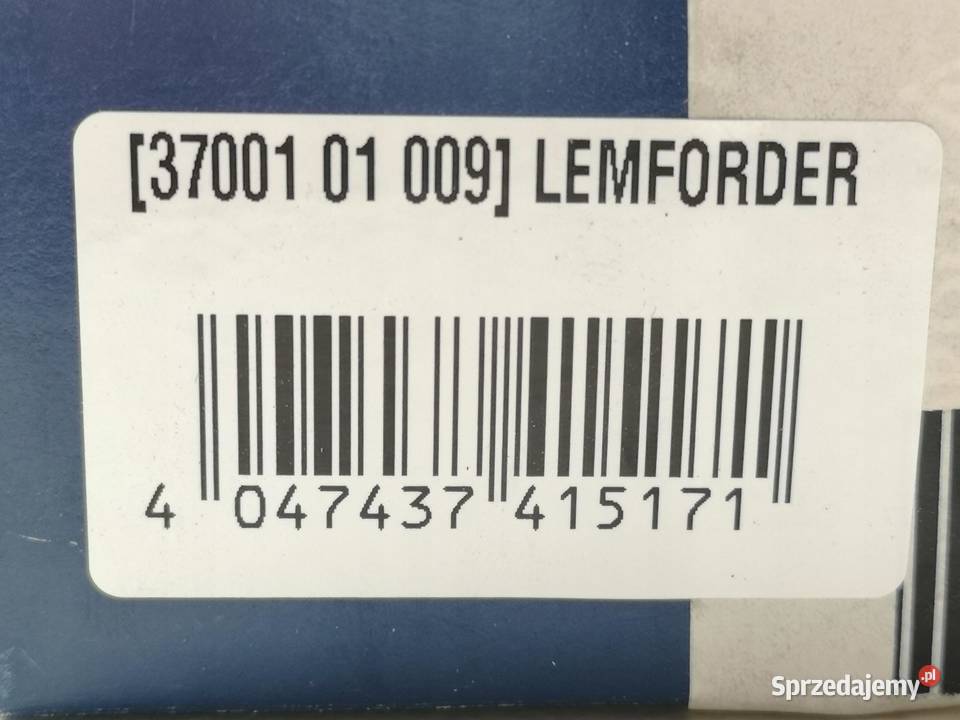 [37001 01 009] LEMFORDER
4 047437 415171
Sprzedajemy.pl